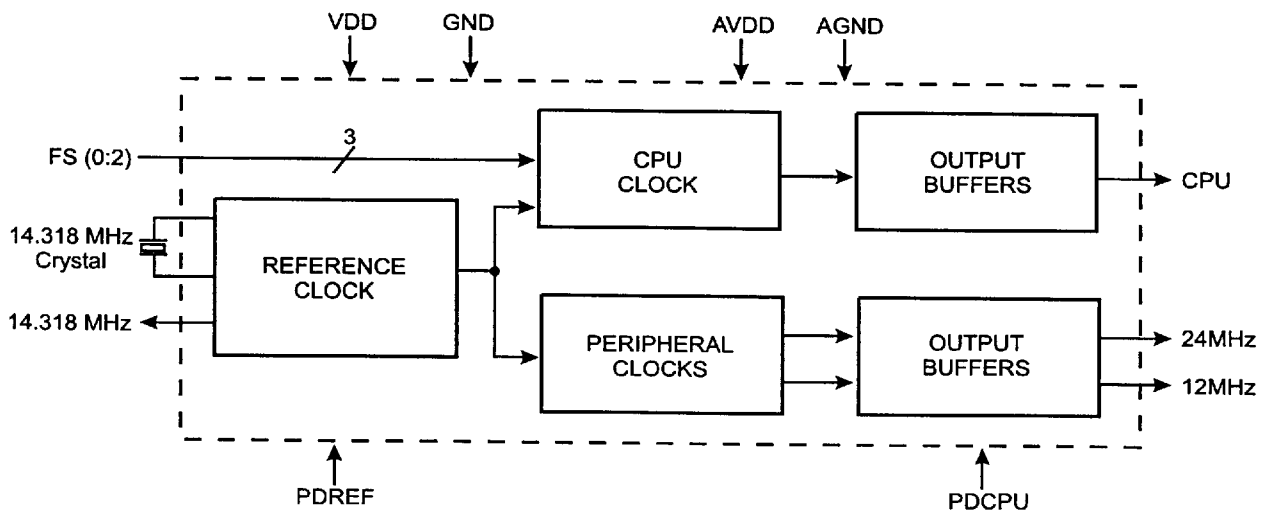 VDD
GND
AVDD
AGND
FS (0:2)
3
CPU
CLOCK
OUTPUT
BUFFERS
CPU
14.318 MHz
Crystal
REFERENCE
CLOCK
14.318 MHz
PERIPHERAL
CLOCKS
OUTPUT
BUFFERS
24MHz
12MHz
PDREF
PDCPU